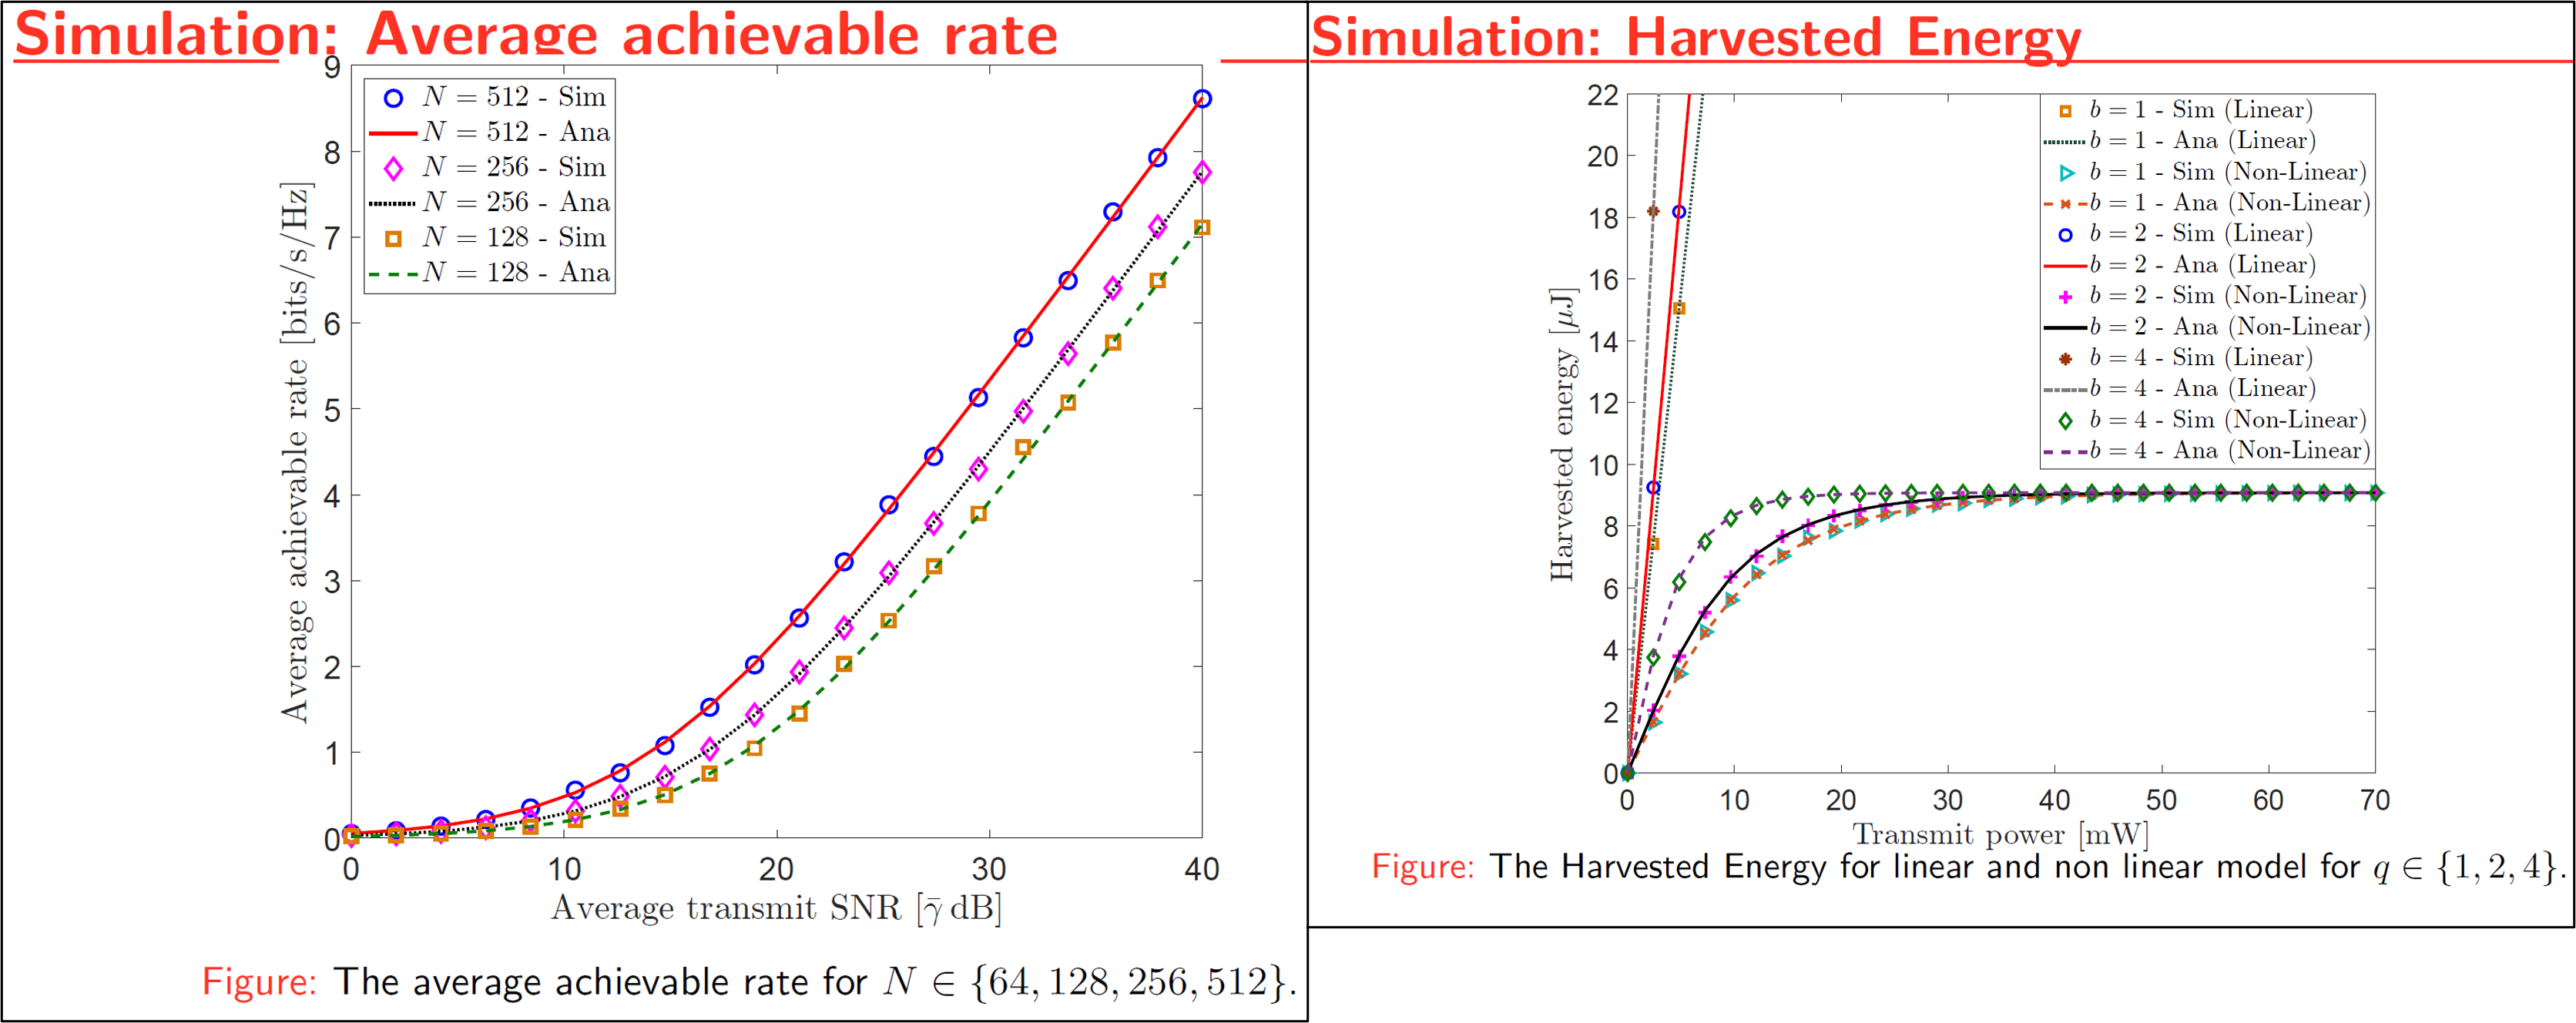 Simulation: Average achievable rate
9
8
7
6
5
4
3
2
1
0
Average achievable rate [bits/s/Hz]
N = 512 - Sim
N = 512 - Ana
N = 256 - Sim
N = 256 - Ana
N = 128 - Sim
N = 128 - Ana
0 10 20 30 40
Average transmit SNR [γ̄ dB]
Figure: The average achievable rate for N ∈ {64, 128, 256, 512}.
Simulation: Harvested Energy
22
20
18
16
14
12
10
8
6
4
2
0
Harvested energy [μJ]
b = 1 - Sim (Linear)
b = 1 - Ana (Linear)
b = 1 - Sim (Non-Linear)
b = 1 - Ana (Non-Linear)
b = 2 - Sim (Linear)
b = 2 - Ana (Linear)
b = 2 - Sim (Non-Linear)
b = 2 - Ana (Non-Linear)
b = 4 - Sim (Linear)
b = 4 - Ana (Linear)
b = 4 - Sim (Non-Linear)
b = 4 - Ana (Non-Linear)
0 10 20 30 40 50 60 70
Transmit power [mW]
Figure: The Harvested Energy for linear and non linear model for q ∈ {1, 2, 4}.